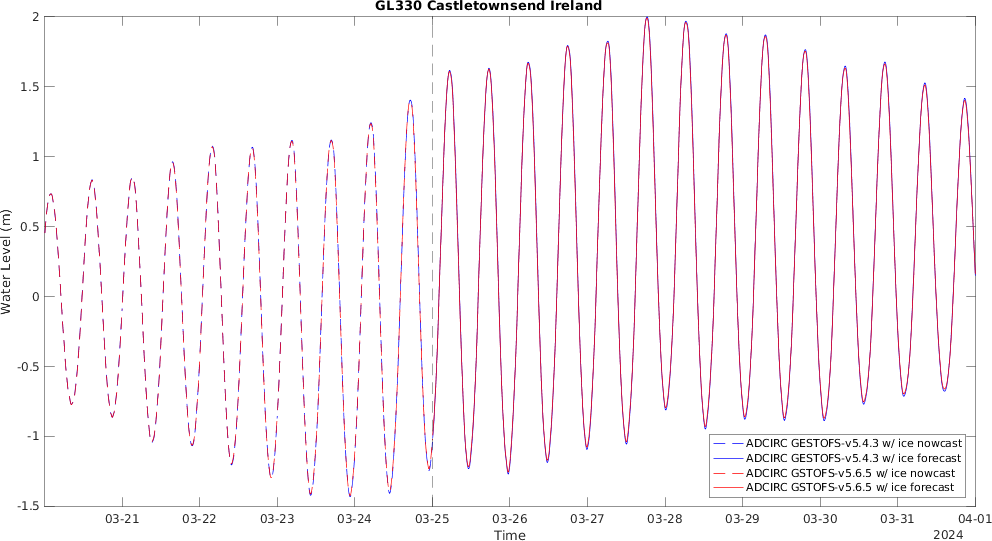 GL330 Castletownsend Ireland
2
1.5
1
0.5
0
-0.5
-1
-1.5
Water Level (m)
ADCIRC GESTOFS-v5.4.3 w/ ice nowcast
ADCIRC GESTOFS-v5.4.3 w/ ice forecast
ADCIRC GSTOFS-v5.6.5 w/ ice nowcast
ADCIRC GSTOFS-v5.6.5 w/ ice forecast
03-21 03-22 03-23 03-24 03-25 03-26 03-27 03-28 03-29 03-30 03-31 04-01
Time
2024